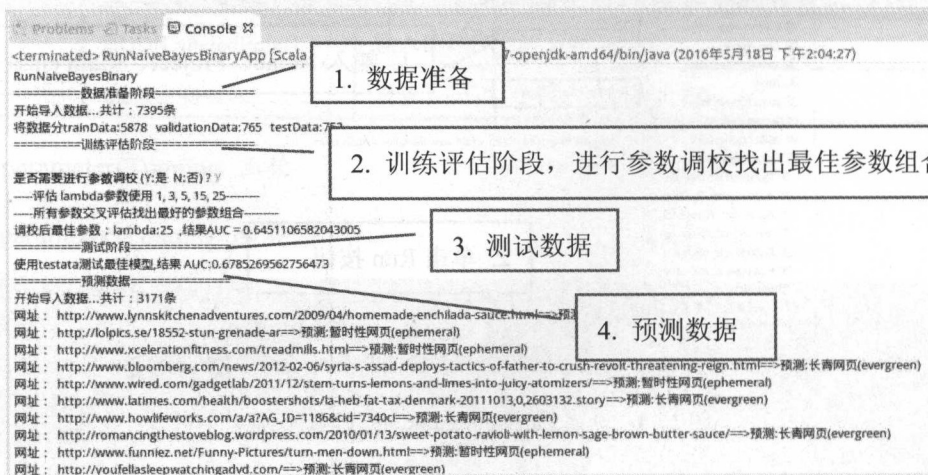 Problems Tasks Console
<terminated> RunNaiveBayesBinaryApp [Scala 7-openjdk-amd64/bin/java (2016年5月18日 下午2:04:27)
RunNaiveBayesBinary
==========数据准备阶段===============
开始导入数据...共计：7395条
将数据分trainData:5878 validationData:765 testData:752
==========训练评估阶段===============
是否需要进行参数调校 (Y:是 N:否)？Y
-----评估 lambda参数使用 1, 3, 5, 15, 25---------
-----所有参数交叉评估找出最好的参数组合---------
调校后最佳参数：lambda:25 ,结果AUC = 0.6451106582043005
==========测试阶段===============
使用testata测试最佳模型,结果 AUC:0.6785269562756473
==========预测数据===============
开始导入数据...共计：3171条
网址： http://www.lynnskitchenadventures.com/2009/04/homemade-enchilada-sauce.html==>预测
网址： http://lolpics.se/18552-stun-grenade-ar==>预测:暂时性网页(ephemeral)
网址： http://www.xcelerationfitness.com/treadmills.html==>预测:暂时性网页(ephemeral)
网址： http://www.bloomberg.com/news/2012-02-06/syria-s-assad-deploys-tactics-of-father-to-crush-revolt-threatening-reign.html==>预测:长青网页(evergreen)
网址： http://www.wired.com/gadgetlab/2011/12/stem-turns-lemons-and-limes-into-juicy-atomizers/==>预测:暂时性网页(ephemeral)
网址： http://www.latimes.com/health/boostershots/la-heb-fat-tax-denmark-20111013,0,2603132.story==>预测:长青网页(evergreen)
网址： http://www.howlifeworks.com/a/a?AG_ID=1186&cid=7340ci==>预测:长青网页(evergreen)
网址： http://romancingthestoveblog.wordpress.com/2010/01/13/sweet-potato-ravioli-with-lemon-sage-brown-butter-sauce/==>预测:长青网页(evergreen)
网址： http://www.funniez.net/Funny-Pictures/turn-men-down.html==>预测:暂时性网页(ephemeral)
网址： http://youfellasleepwatchingadvd.com/==>预测:长青网页(evergreen)
1. 数据准备
2. 训练评估阶段，进行参数调校找出最佳参数组合
3. 测试数据
4. 预测数据